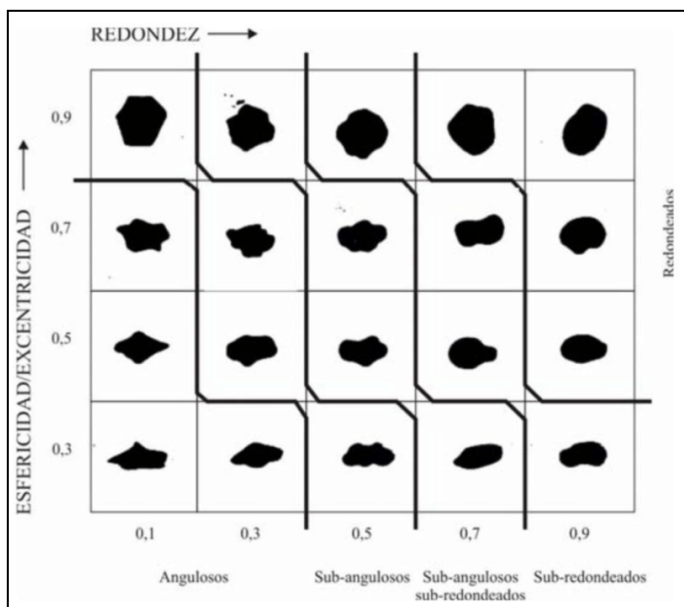 REDONDEZ
ESFERICIDAD/EXCENTRICIDAD
0,9
0,7
0,5
0,3
Redondeados
0,1 0,3 0,5 0,7 0,9
Angulosos Sub-angulosos Sub-angulosos Sub-redondeados
sub-redondeados